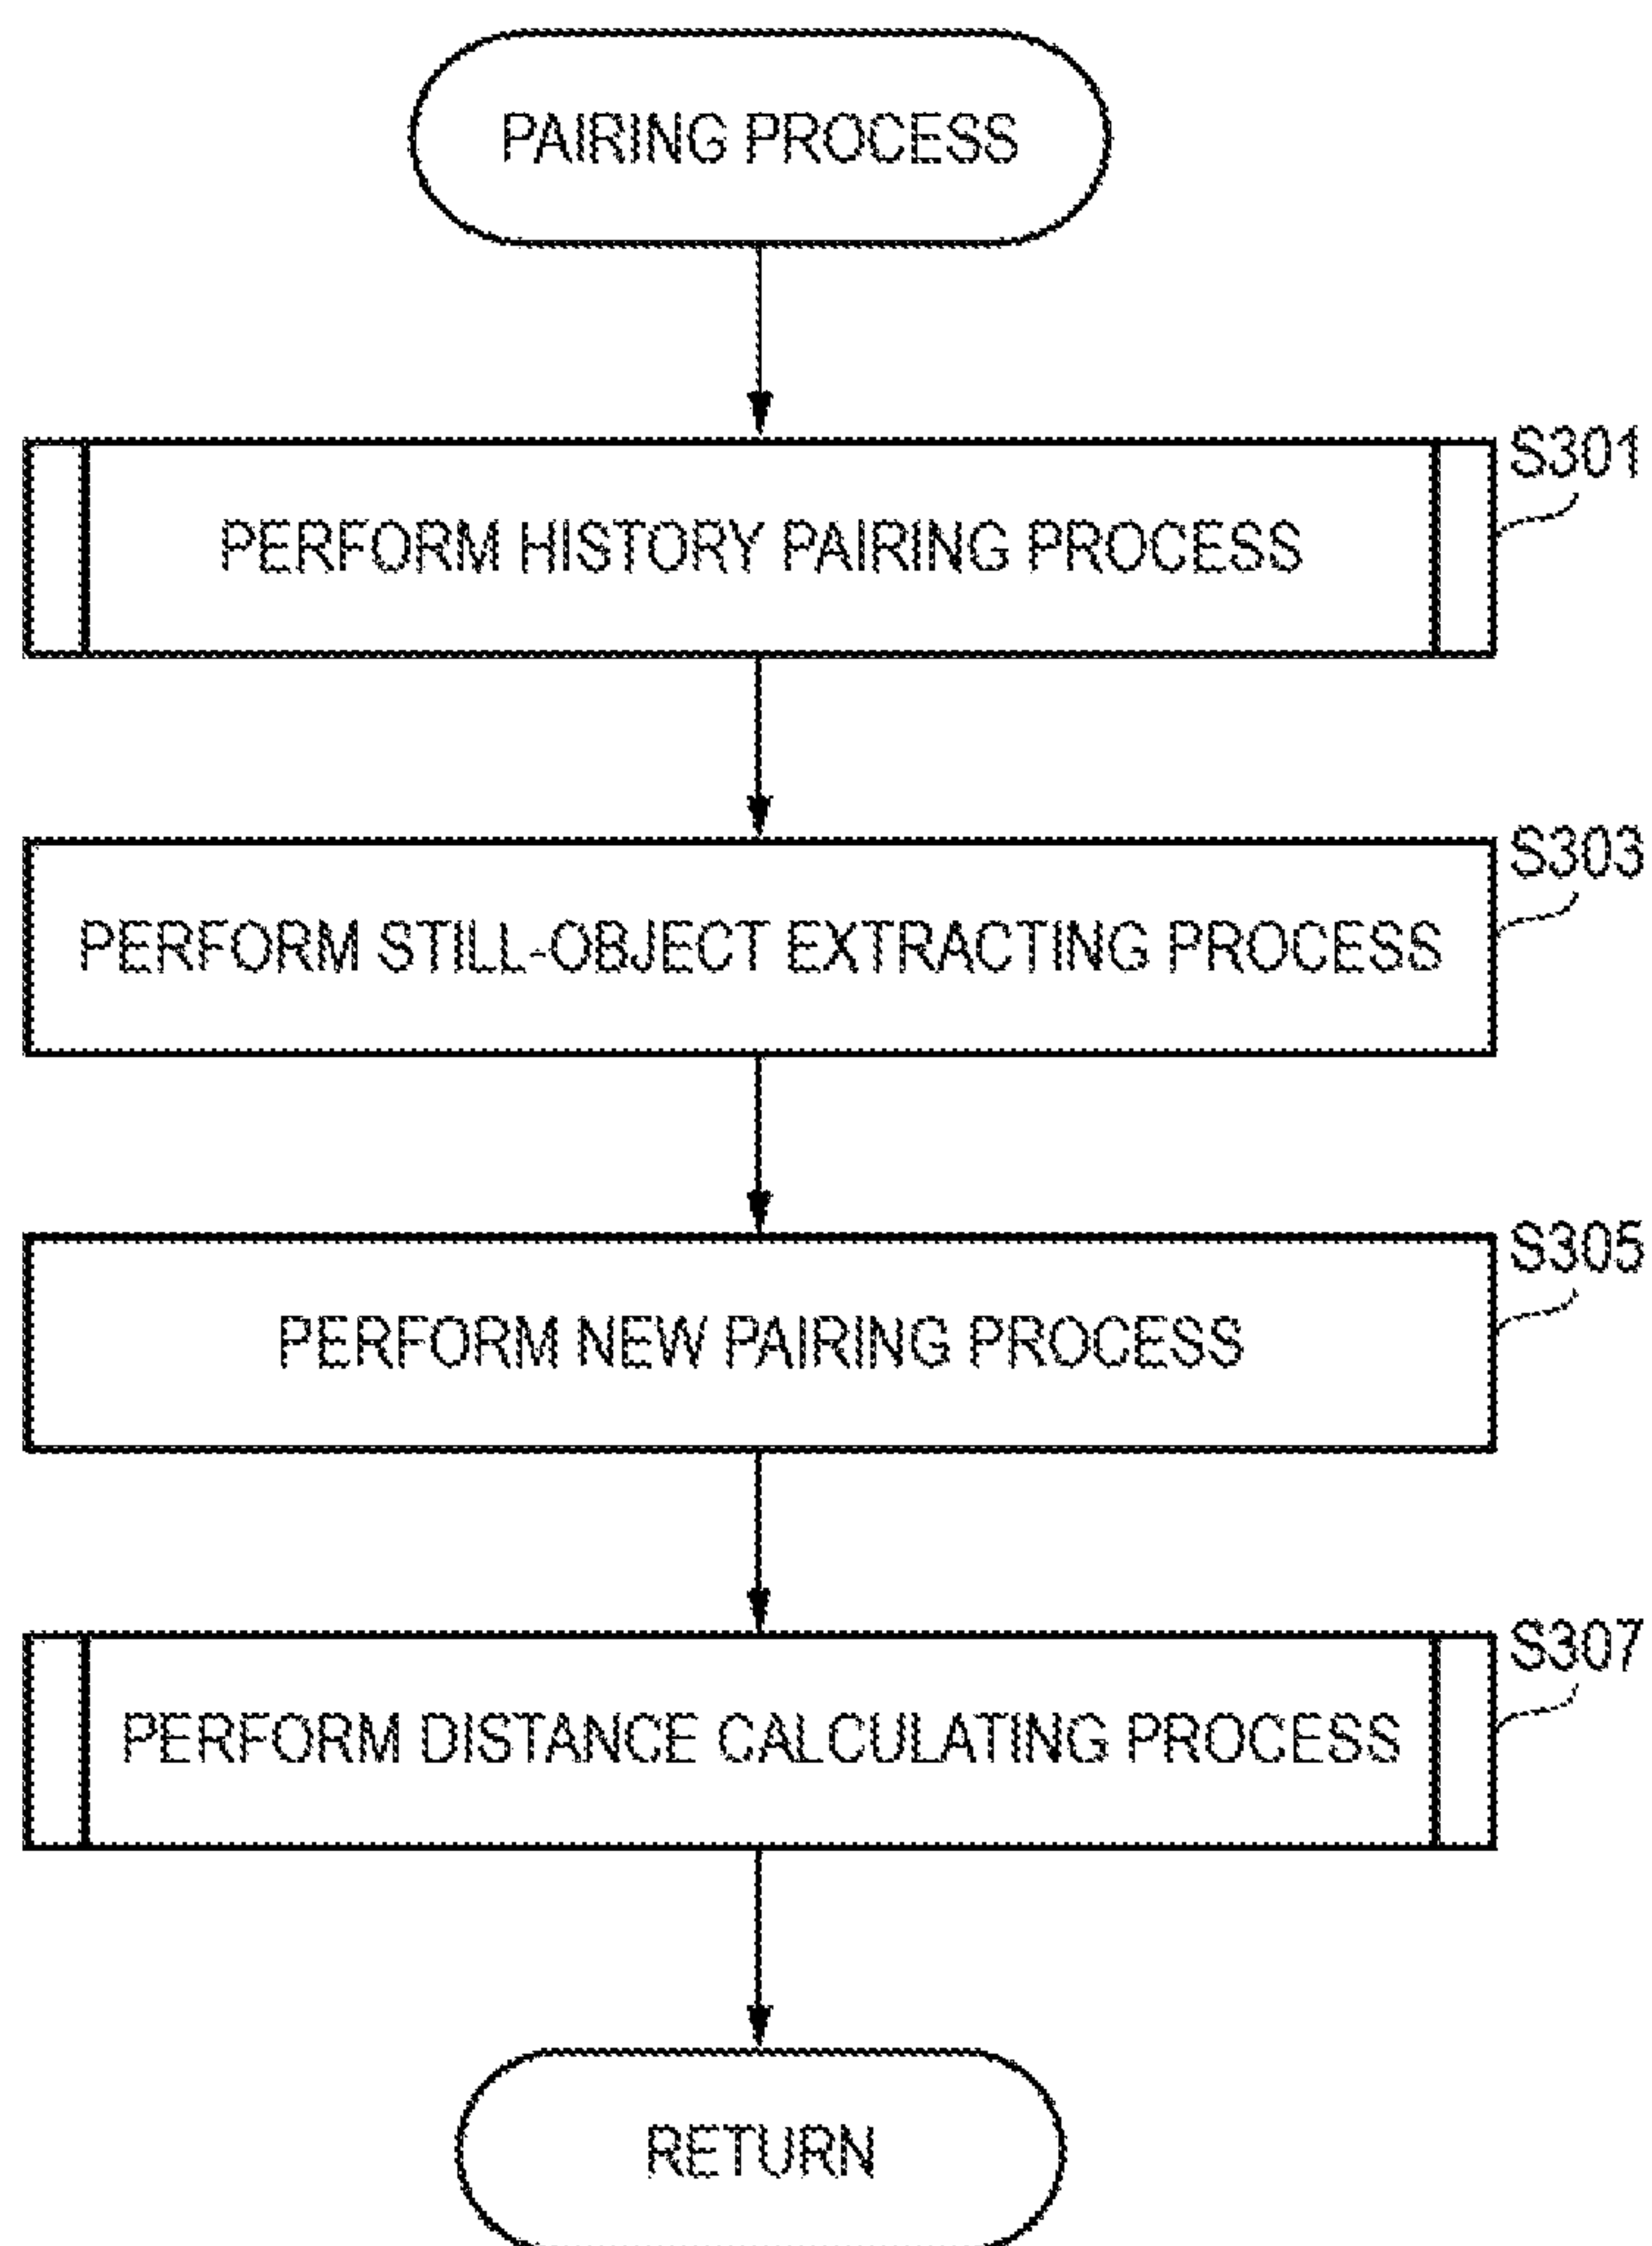 PAIRING PROCESS
S301
PERFORM HISTORY PAIRING PROCESS
S303
PERFORM STILL-OBJECT EXTRACTING PROCESS
S305
PERFORM NEW PAIRING PROCESS
S307
PERFORM DISTANCE CALCULATING PROCESS
RETURN